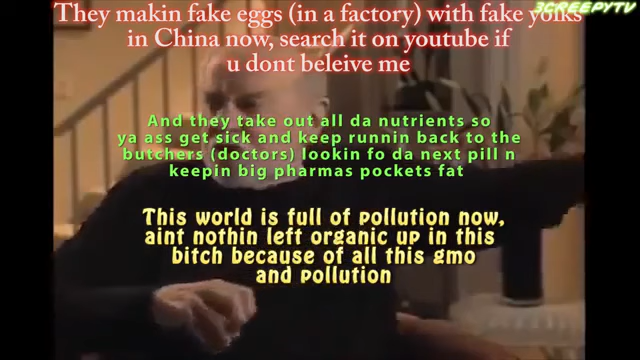 3CREEPYTV
They makin fake eggs (in a factory) with fake yolks
in China now, search it on youtube if
u dont beleive me
And they take out all da nutrients so
ya ass get sick and keep runnin back to the
butchers (doctors) lookin fo da next pill n
keepin big pharmas pockets fat
This world is full of pollution now,
aint nothin left organic up in this
bitch because of all this gmo
and pollution